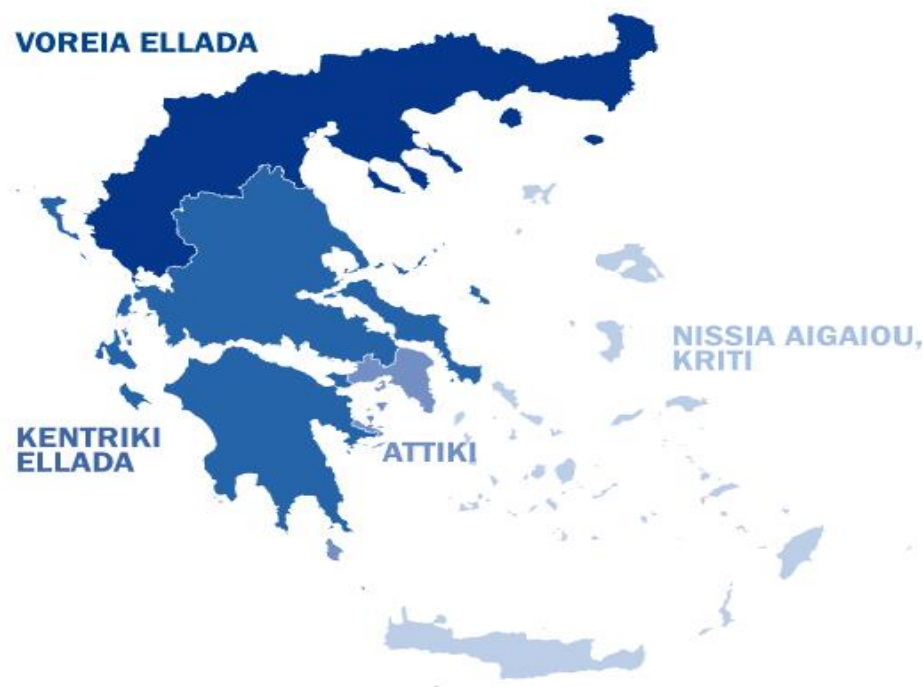 VOREIA ELLADA
NISSIA AIGAIOU,
KRITI
KENTRIKI
ELLADA
ATTIKI